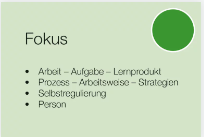 Fokus
• Arbeit – Aufgabe – Lernprodukt
• Prozess – Arbeitsweise – Strategien
• Selbstregulierung
• Person